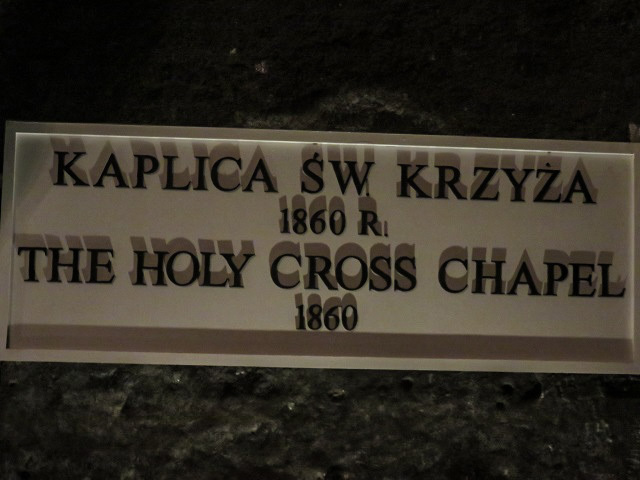 KAPLICA ŚW. KRZYŻA
1860 R.
THE HOLY CROSS CHAPEL
1860